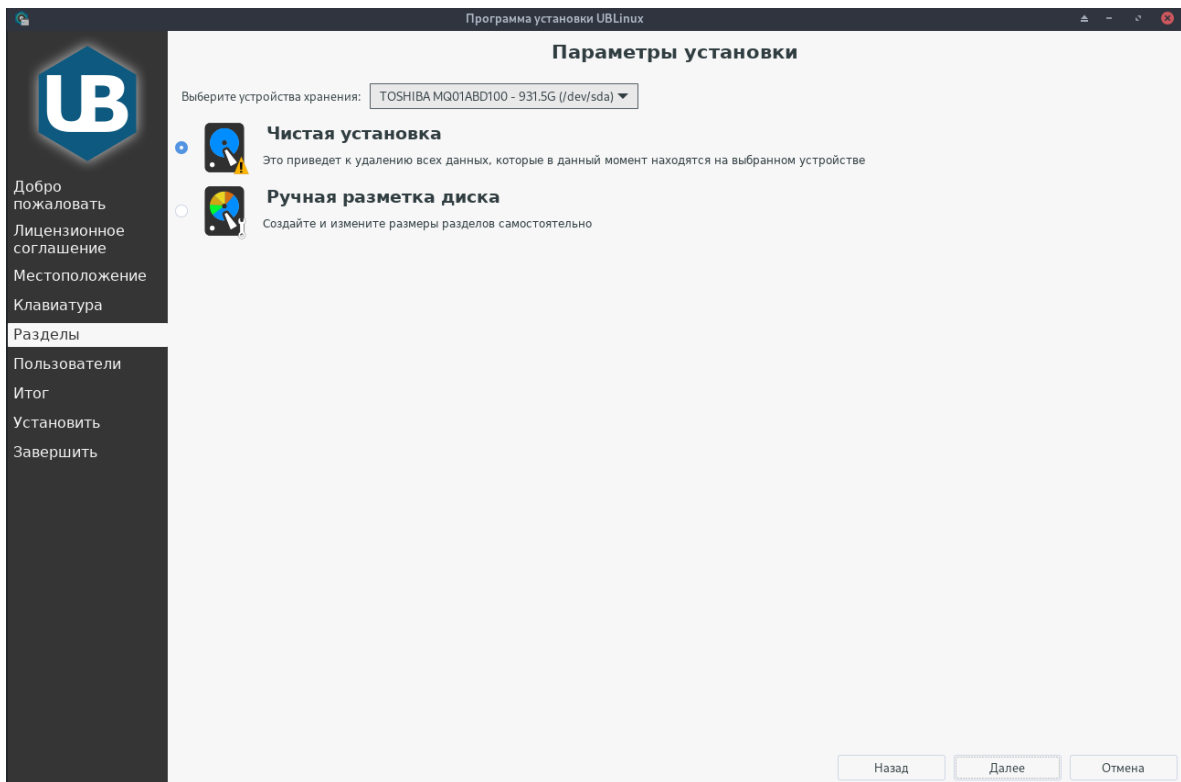 Программа установки UBLinux
UB
Добро
пожаловать
Лицензионное
соглашение
Местоположение
Клавиатура
Разделы
Пользователи
Итог
Установить
Завершить
Параметры установки
Выберите устройства хранения: TOSHIBA MQ01ABD100 - 931.5G (/dev/sda)
Чистая установка
Это приведет к удалению всех данных, которые в данный момент находятся на выбранном устройстве
Ручная разметка диска
Создайте и измените размеры разделов самостоятельно
Назад Далее Отмена